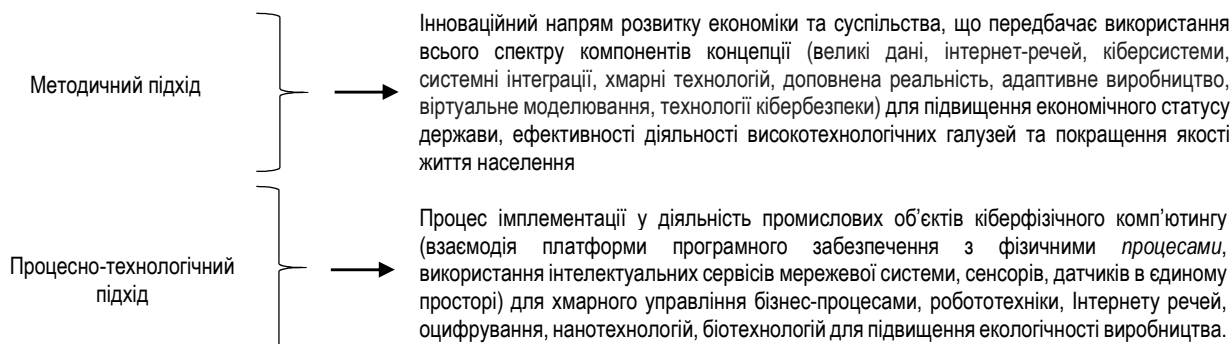 Методичний підхід
Інноваційний напрям розвитку економіки та суспільства, що передбачає використання
всього спектру компонентів концепції (великі дані, інтернет-речей, кіберсистеми,
системні інтеграції, хмарні технологій, доповнена реальність, адаптивне виробництво,
віртуальне моделювання, технології кібербезпеки) для підвищення економічного статусу
держави, ефективності діяльності високотехнологічних галузей та покращення якості
життя населення
Процесно-технологічний
підхід
Процес імплементації у діяльність промислових об’єктів кіберфізичного комп’ютингу
(взаємодія платформи програмного забезпечення з фізичними процесами,
використання інтелектуальних сервісів мережевої системи, сенсорів, датчиків в єдиному
просторі) для хмарного управління бізнес-процесами, робототехніки, Інтернету речей,
оцифрування, нанотехнологій, біотехнологій для підвищення екологічності виробництва.